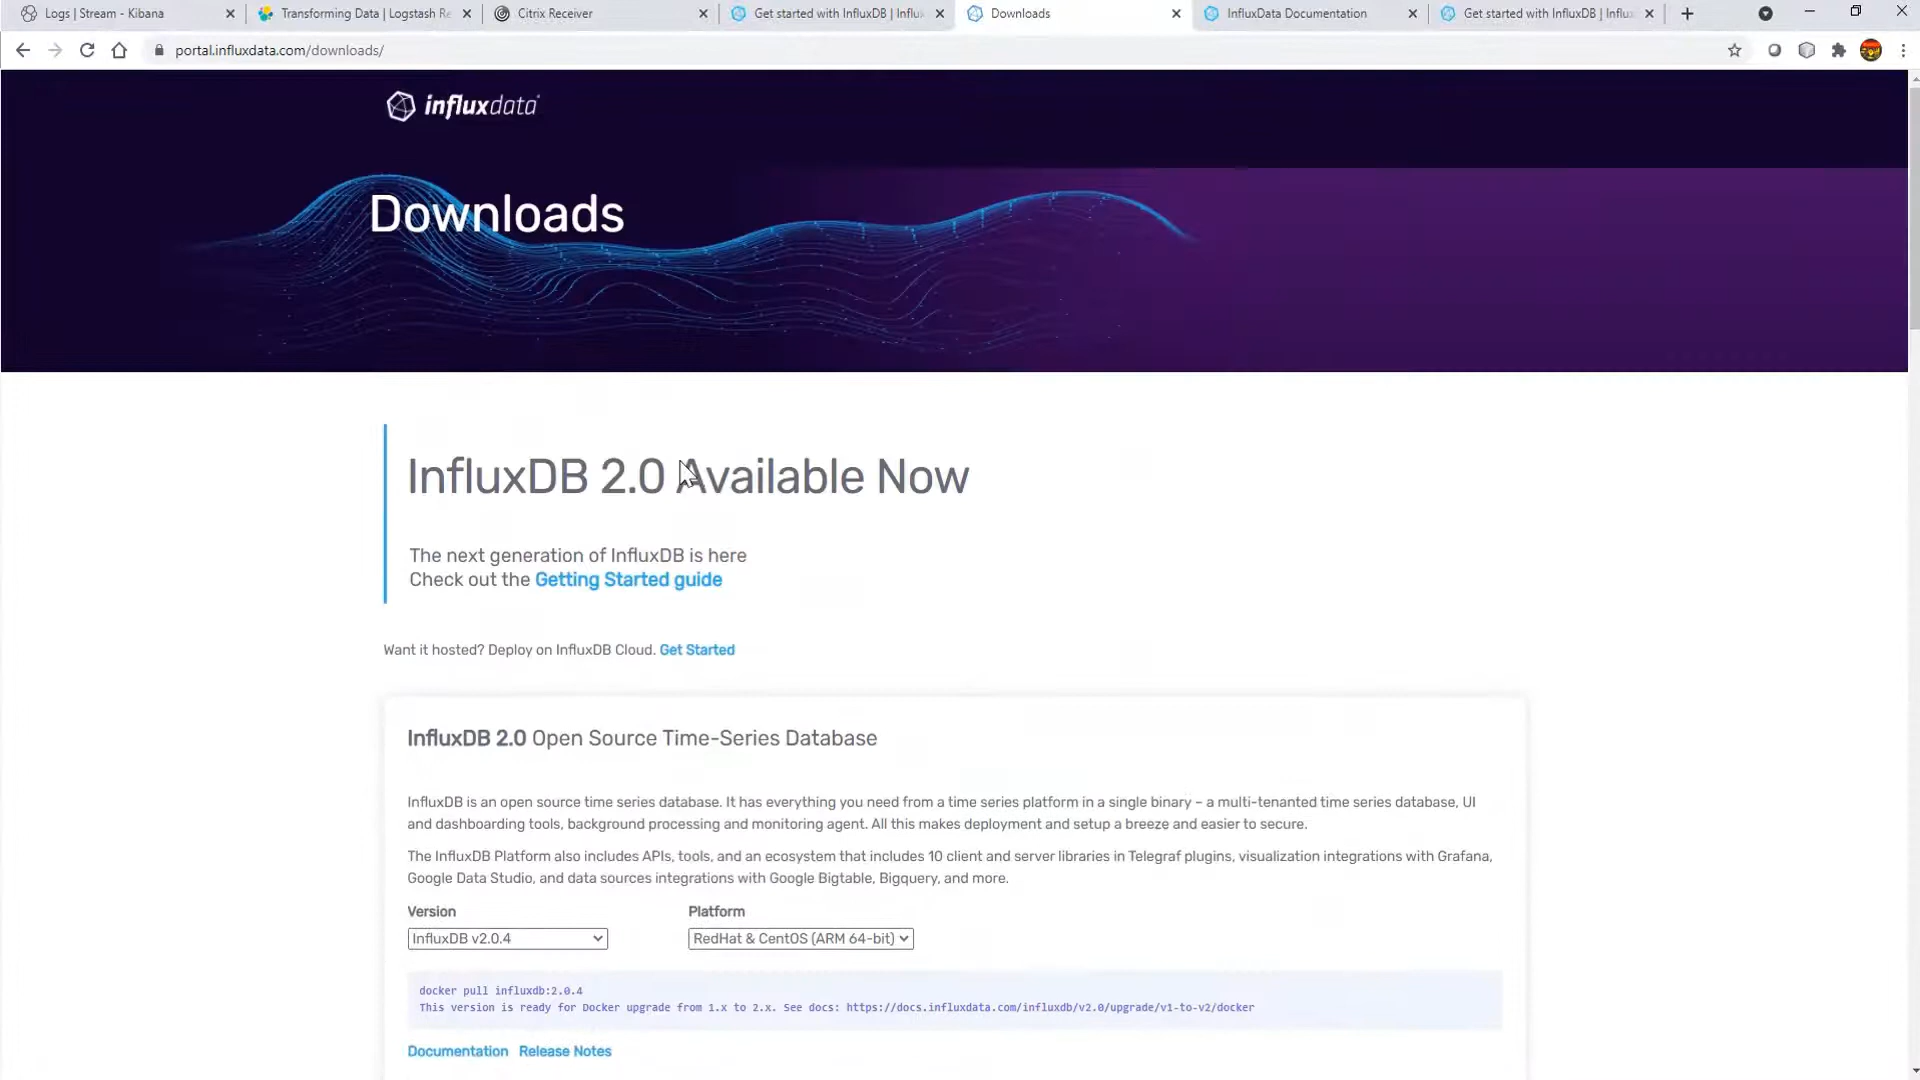 Logs | Stream - Kibana
Transforming Data | Logstash Re
Citrix Receiver
Get started with InfluxDB | Influx
Downloads
InfluxData Documentation
Get started with InfluxDB | Influx
portal.influxdata.com/downloads/
influxdata
Downloads
InfluxDB 2.0 Available Now
The next generation of InfluxDB is here
Check out the Getting Started guide
Want it hosted? Deploy on InfluxDB Cloud. Get Started
InfluxDB 2.0 Open Source Time-Series Database
InfluxDB is an open source time series database. It has everything you need from a time series platform in a single binary – a multi-tenanted time series database, UI
and dashboarding tools, background processing and monitoring agent. All this makes deployment and setup a breeze and easier to secure.
The InfluxDB Platform also includes APIs, tools, and an ecosystem that includes 10 client and server libraries in Telegraf plugins, visualization integrations with Grafana,
Google Data Studio, and data sources integrations with Google Bigtable, Bigquery, and more.
Version
Platform
InfluxDB v2.0.4
RedHat & CentOS (ARM 64-bit)
docker pull influxdb:2.0.4
This version is ready for Docker upgrade from 1.x to 2.x. See docs: https://docs.influxdata.com/influxdb/v2.0/upgrade/v1-to-v2/docker
Documentation Release Notes